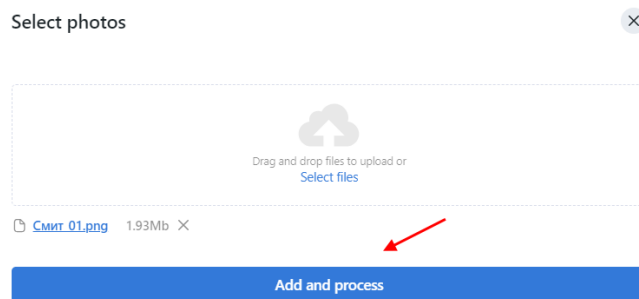 Select photos
Drag and drop files to upload or
Select files
Смит 01.png 1.93Mb
Add and process